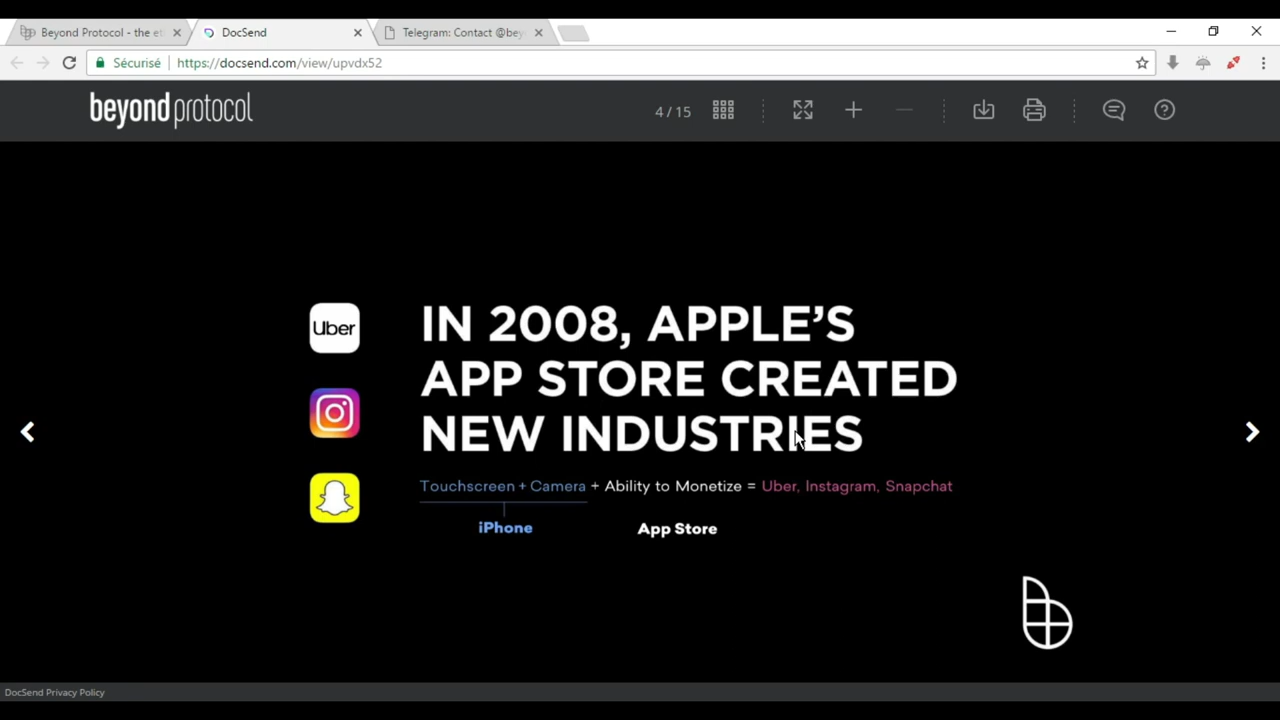 Beyond Protocol - the et
DocSend
Telegram: Contact @bey
Sécurisé
https://docsend.com/view/upvdx52
beyond protocol
4 / 15
Uber
IN 2008, APPLE'S
APP STORE CREATED
NEW INDUSTRIES
Touchscreen + Camera + Ability to Monetize = Uber, Instagram, Snapchat
iPhone
App Store
DocSend Privacy Policy